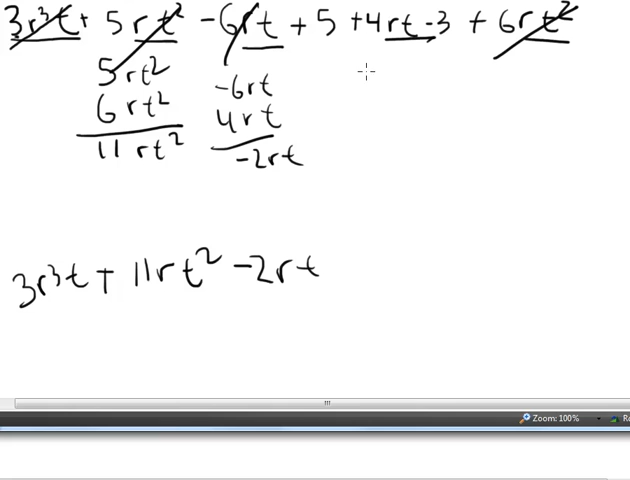 3r³t + 5rt² -6rt + 5 +4rt -3 + 6rt²
5rt² -6rt
6rt² 4rt
11rt² -2rt
3r³t + 11rt² -2rt
Zoom: 100%